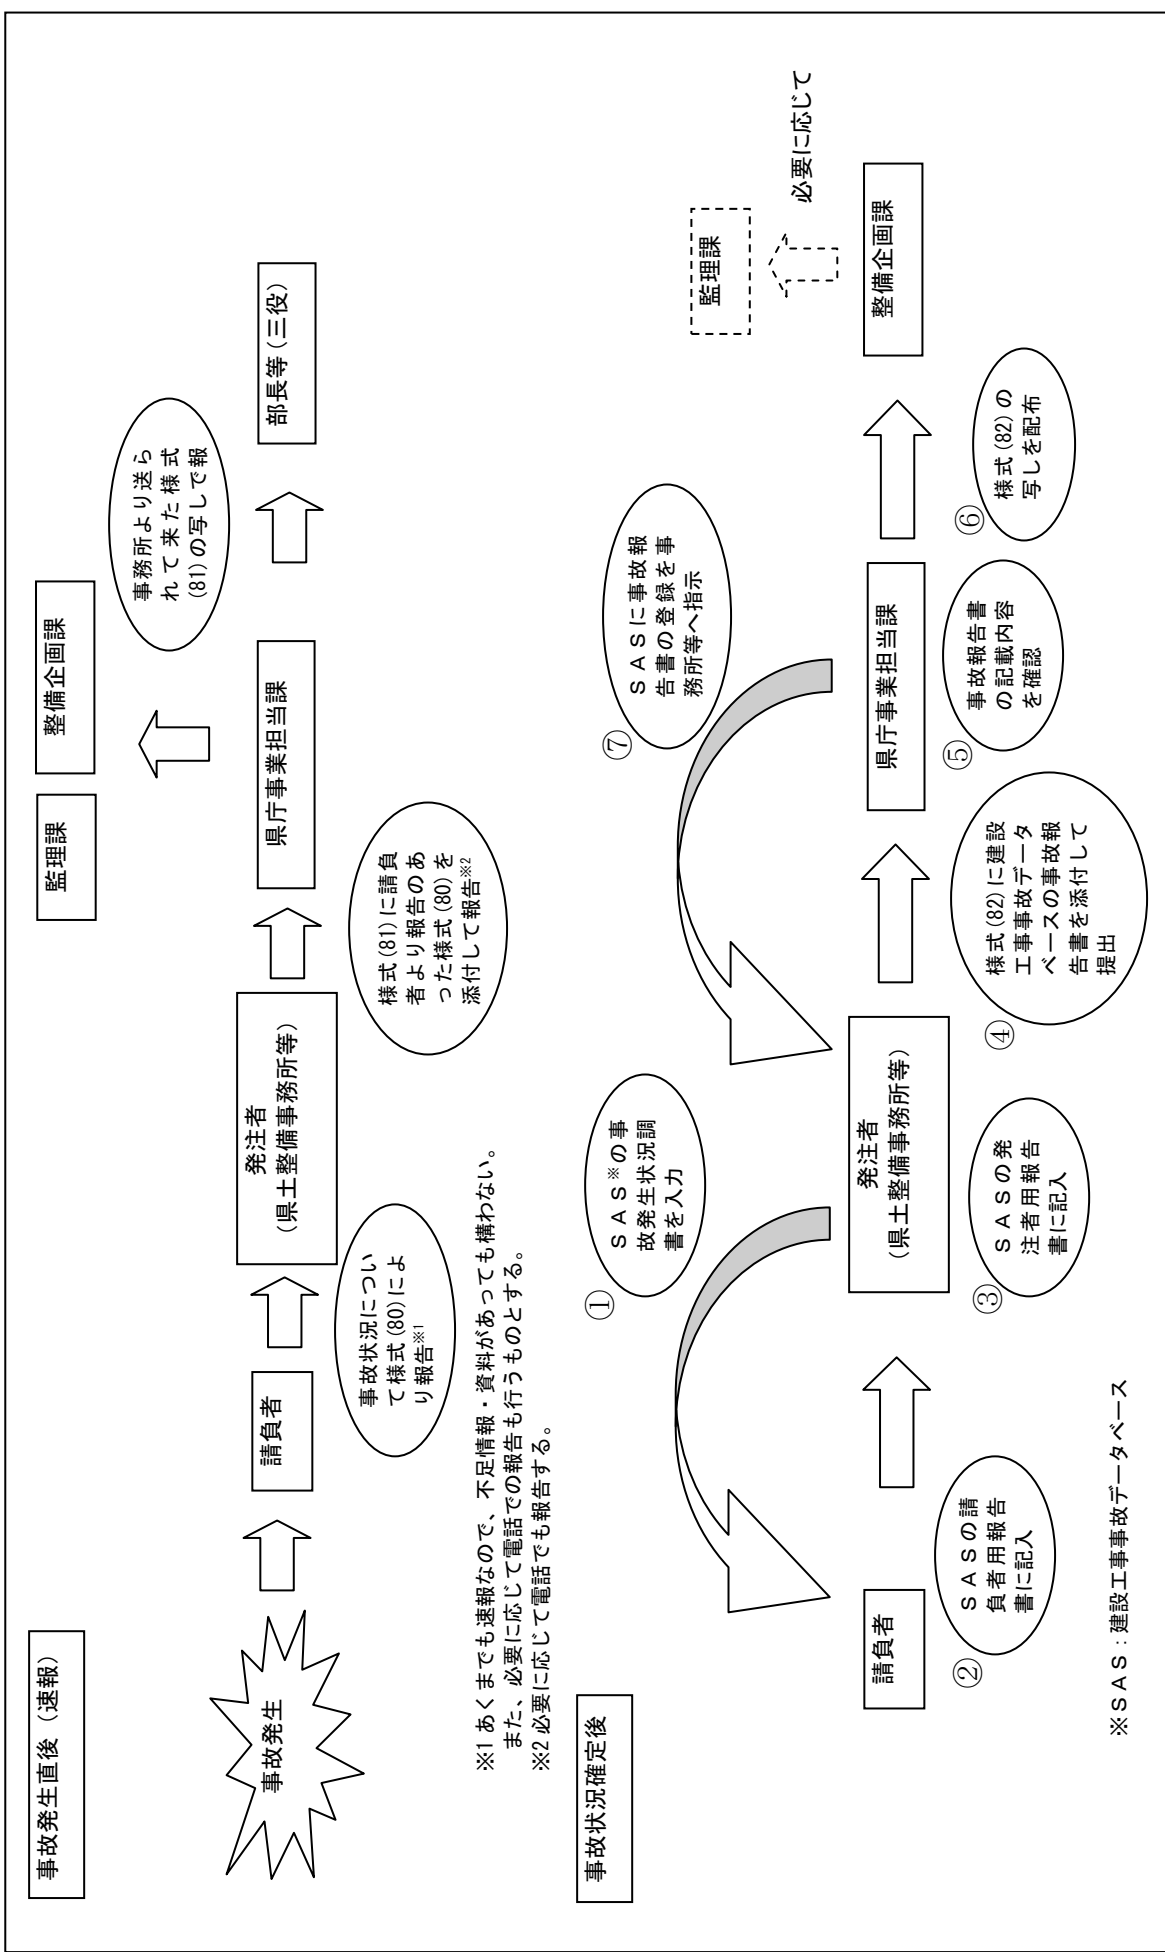 事故発生直後（速報）
監理課
整備企画課
事故発生
請負者
発注者
(県土整備事務所等)
県庁事業担当課
部長等(三役)
事故状況につい
て様式(80)によ
り報告※1
様式(81)に請負
者より報告のあ
った様式(80)を
添付して報告※2
事務所より送ら
れて来た様式
(81)の写しで報
※1 あくまでも速報なので、不足情報・資料があっても構わない。
また、必要に応じて電話での報告も行うものとする。
※2 必要に応じて電話でも報告する。
事故状況確定後
①
ＳＡＳ※の事
故発生状況調
書を入力
⑦
ＳＡＳに事故報
告書の登録を事
務所等へ指示
監理課
必要に応じて
請負者
発注者
(県土整備事務所等)
県庁事業担当課
整備企画課
②
ＳＡＳの請
負者用報告
書に記入
③
ＳＡＳの発
注者用報告
書に記入
④
様式(82)に建設
工事事故データ
ベースの事故報
告書を添付して
提出
⑤
事故報告書
の記載内容
を確認
⑥
様式(82)の
写しを配布
※ＳＡＳ：建設工事事故データベース